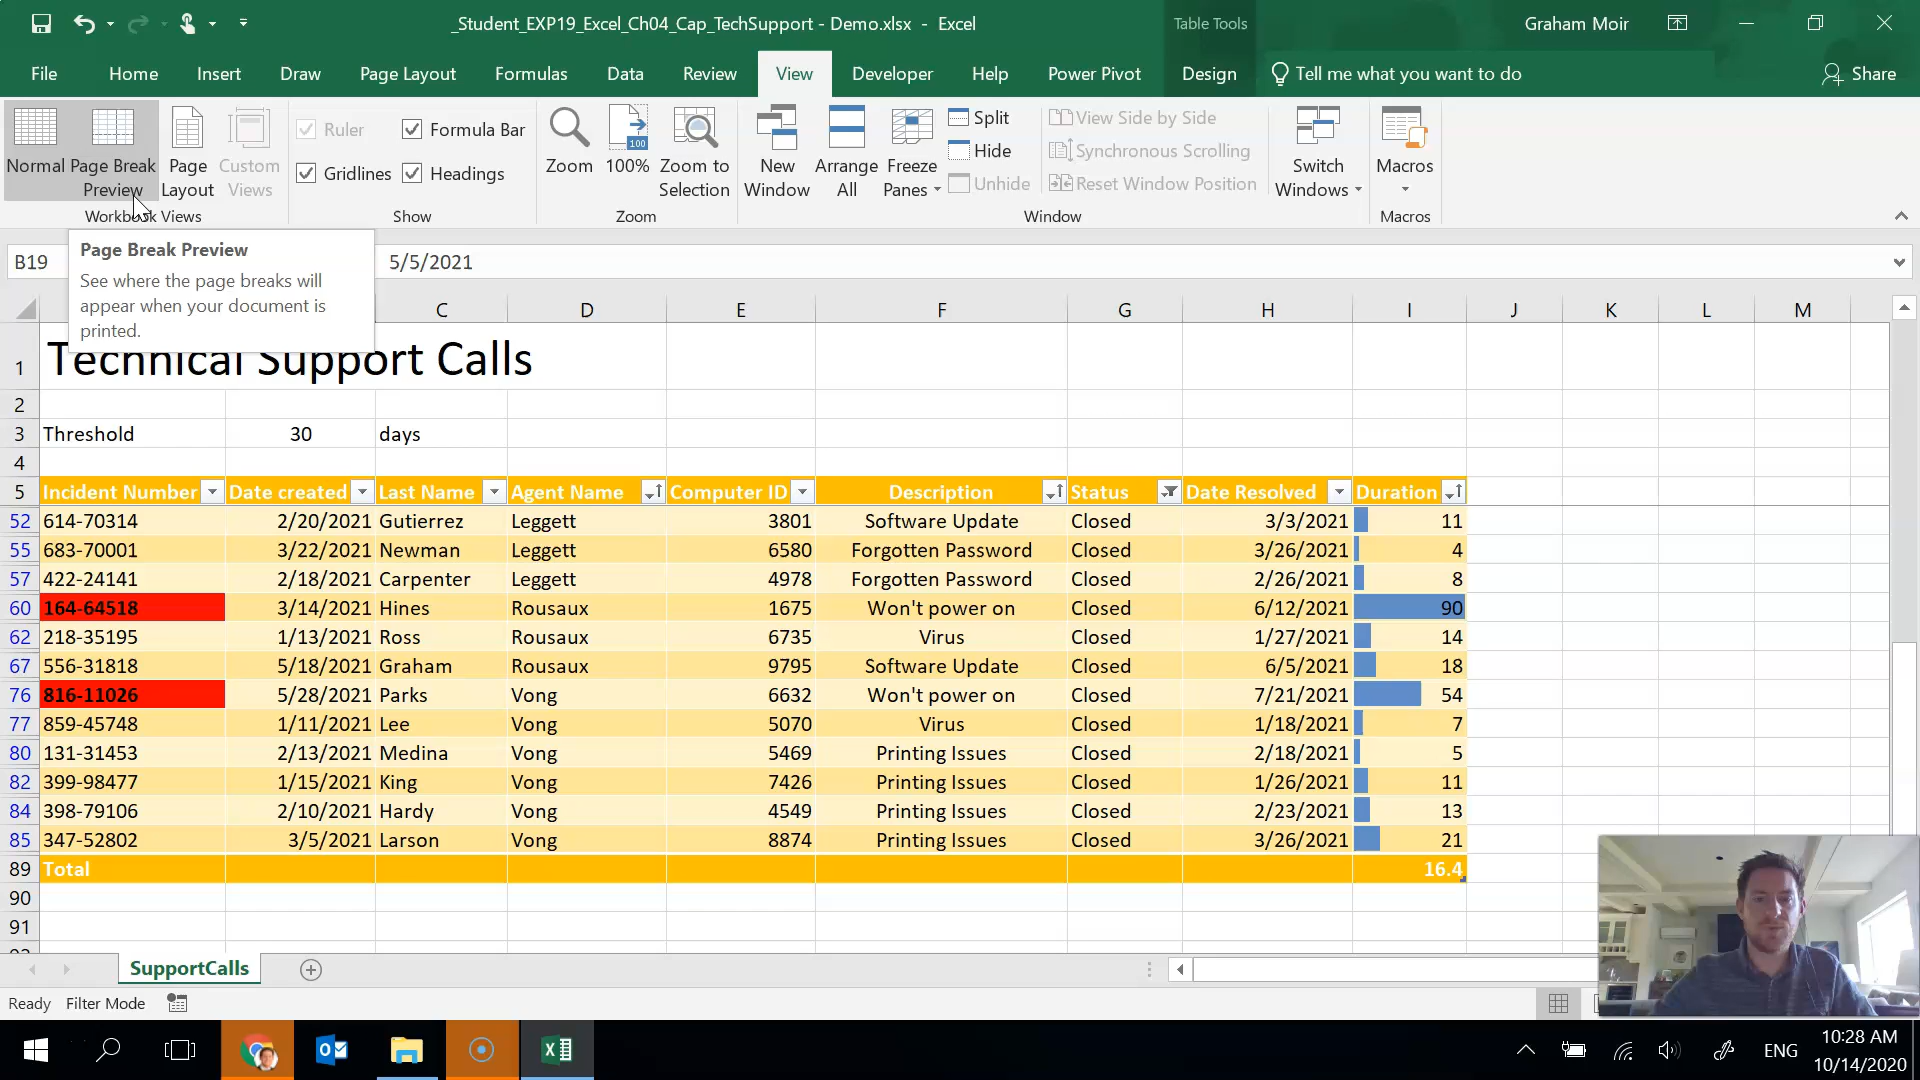 _Student_EXP19_Excel_Ch04_Cap_TechSupport - Demo.xlsx - Excel
Table Tools
Graham Moir
File Home Insert Draw Page Layout Formulas Data Review View Developer Help Power Pivot Design Tell me what you want to do Share
Normal
Page Break
Preview
Page
Layout
Custom
Views
Workbook Views
Ruler
Formula Bar
Gridlines
Headings
Show
Zoom
100
100%
Zoom to
Selection
Zoom
New
Window
Arrange
All
Freeze
Panes
Split
Hide
Unhide
View Side by Side
Synchronous Scrolling
Reset Window Position
Switch
Windows
Window
Macros
Macros
B19
5/5/2021
Page Break Preview
See where the page breaks will
appear when your document is
printed.
C D E F G H I J K L M
1 Technical Support Calls
2
3 Threshold 30 days
4
5 Incident Number Date created Last Name Agent Name Computer ID Description Status Date Resolved Duration
52 614-70314 2/20/2021 Gutierrez Leggett 3801 Software Update Closed 3/3/2021 11
55 683-70001 3/22/2021 Newman Leggett 6580 Forgotten Password Closed 3/26/2021 4
57 422-24141 2/18/2021 Carpenter Leggett 4978 Forgotten Password Closed 2/26/2021 8
60 164-64518 3/14/2021 Hines Rousaux 1675 Won't power on Closed 6/12/2021 90
62 218-35195 1/13/2021 Ross Rousaux 6735 Virus Closed 1/27/2021 14
67 556-31818 5/18/2021 Graham Rousaux 9795 Software Update Closed 6/5/2021 18
76 816-11026 5/28/2021 Parks Vong 6632 Won't power on Closed 7/21/2021 54
77 859-45748 1/11/2021 Lee Vong 5070 Virus Closed 1/18/2021 7
80 131-31453 2/13/2021 Medina Vong 5469 Printing Issues Closed 2/18/2021 5
82 399-98477 1/15/2021 King Vong 7426 Printing Issues Closed 1/26/2021 11
84 398-79106 2/10/2021 Hardy Vong 4549 Printing Issues Closed 2/23/2021 13
85 347-52802 3/5/2021 Larson Vong 8874 Printing Issues Closed 3/26/2021 21
89 Total 16.4
90
91
SupportCalls
Ready Filter Mode
ENG
10:28 AM
10/14/2020